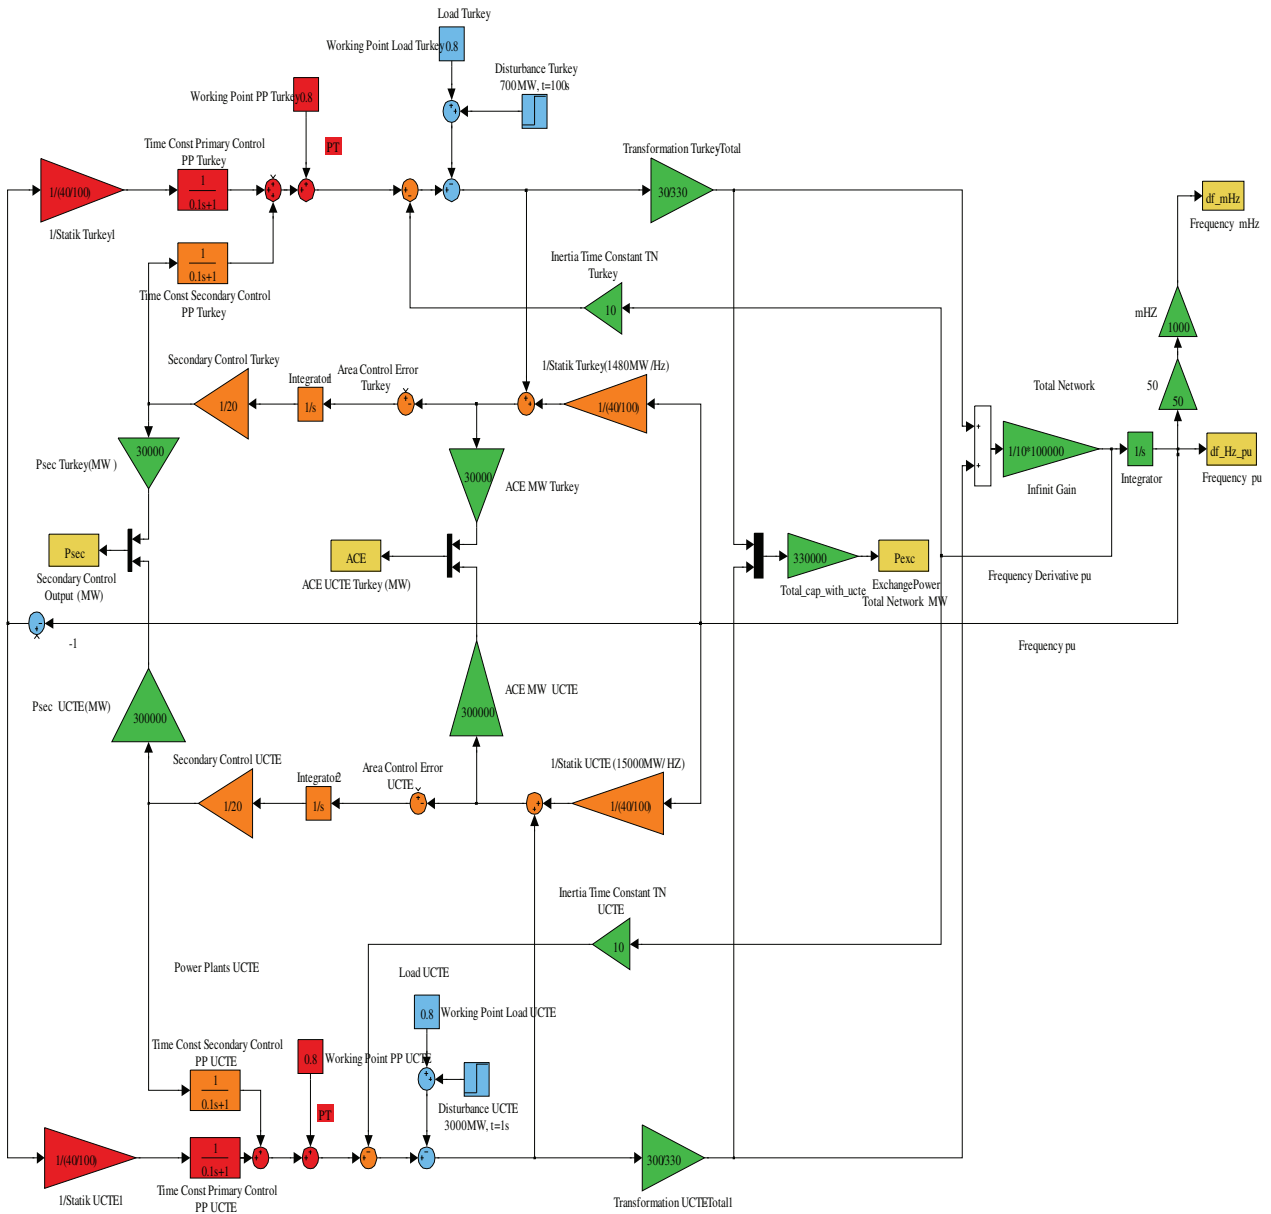 Load Turkey
Working Point Load Turkey
0.8
Disturbance Turkey
700MW, t=100s
Working Point PP Turkey
0.8
PT
Time Const Primary Control
PP Turkey
Transformation TurkeyTotal
1/(40/100)
1
0.1s+1
30/330
1/Statik Turkey1
df_mHz
Frequency mHz
1
0.1s+1
Time Const Secondary Control
PP Turkey
Inertia Time Constant TN
Turkey
10
mHZ
1000
Secondary Control Turkey
Integrator1
Area Control Error
Turkey
1/Statik Turkey(1480MW/Hz)
Total Network
50
50
1/20
1/s
1/(40/100)
Psec Turkey(MW )
30000
30000
ACE MW Turkey
1/10*100000
Infinit Gain
1/s
Integrator
df_Hz_pu
Frequency pu
Psec
Secondary Control
Output (MW)
ACE
ACE UCTE Turkey (MW)
330000
Total_cap_with_ucte
Pexc
ExchangePower
Total Network MW
Frequency Derivative pu
-1
Frequency pu
Psec UCTE(MW)
300000
300000
ACE MW UCTE
Secondary Control UCTE
Integrator2
Area Control Error
UCTE
1/Statik UCTE (15000MW/HZ)
1/20
1/s
1/(40/100)
Inertia Time Constant TN
UCTE
10
Power Plants UCTE
Load UCTE
0.8
Working Point Load UCTE
Time Const Secondary Control
PP UCTE
0.8
Working Point PP UCTE
1
0.1s+1
PT
Disturbance UCTE
3000MW, t=1s
1/(40/100)
1
0.1s+1
300/330
1/Statik UCTE1
Time Const Primary Control
PP UCTE
Transformation UCTETotal1